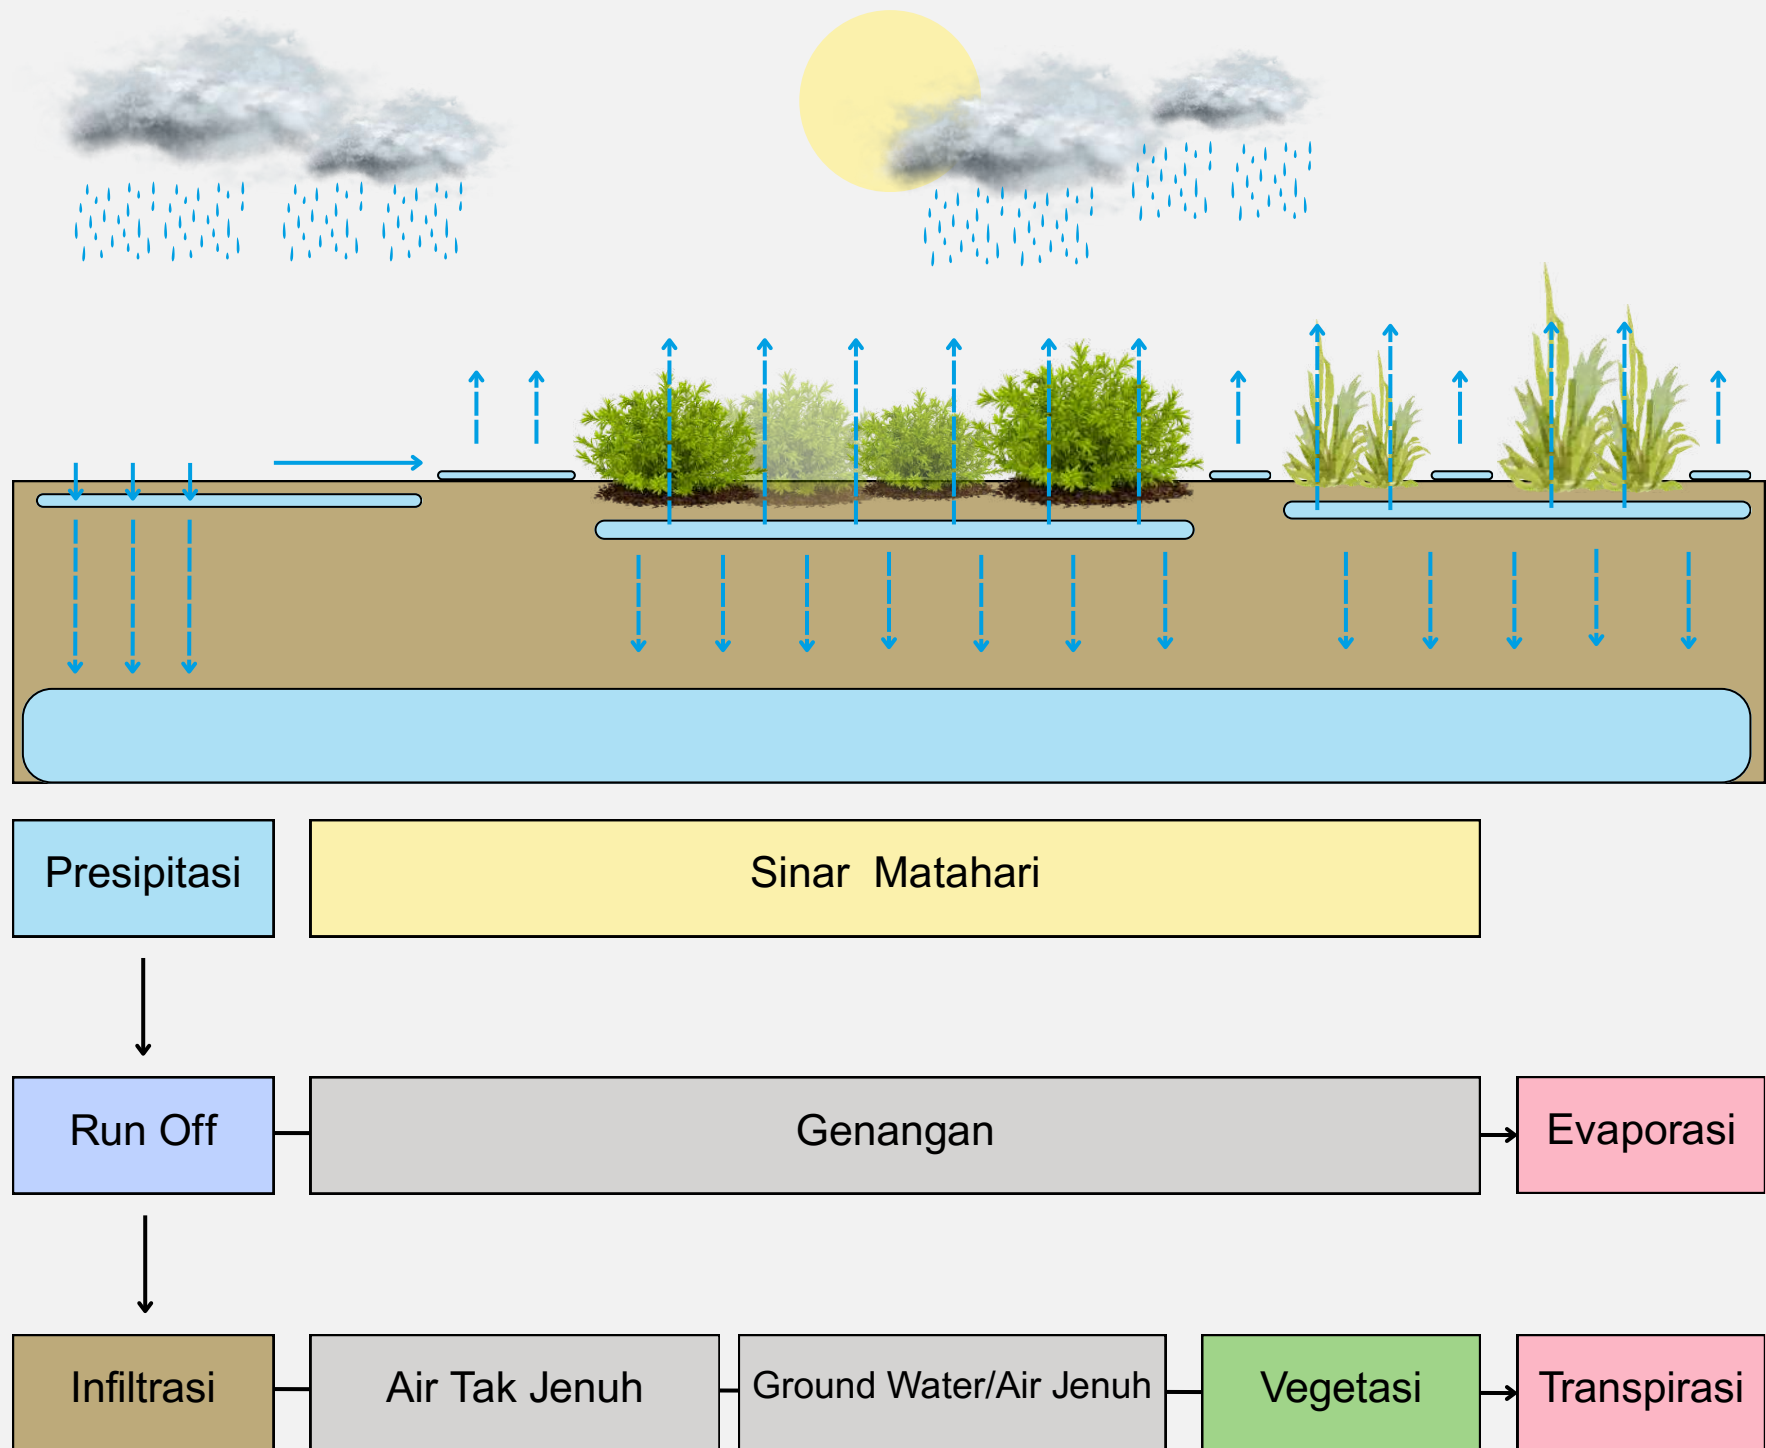 Presipitasi
Sinar Matahari
Run Off
Genangan
Evaporasi
Infiltrasi
Air Tak Jenuh
Ground Water/Air Jenuh
Vegetasi
Transpirasi